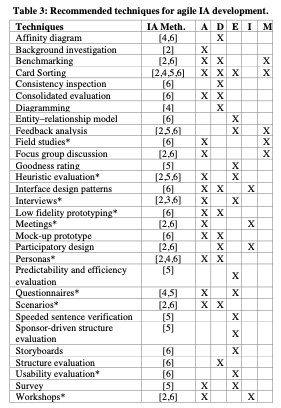 Table 3: Recommended techniques for agile IA development.
Techniques IA Meth. A D E I M
Affinity diagram [4,6] X
Background investigation [2] X
Benchmarking [2,6] X X X
Card Sorting [2,4,5,6] X X X X
Consistency inspection [6] X
Consolidated evaluation [6] X X
Diagramming [4] X
Entity–relationship model [6] X
Feedback analysis [2,5,6] X X
Field studies* [6] X X
Focus group discussion [2,6] X X
Goodness rating [5] X
Heuristic evaluation* [2,5,6] X X
Interface design patterns [6] X X X
Interviews* [2,3,6] X X
Low fidelity prototyping* [6] X X
Meetings* [2,6] X X
Mock-up prototype [6] X X
Participatory design [2,6] X X
Personas* [2,4,6] X X
Predictability and efficiency [5] X
evaluation
Questionnaires* [4,5] X X
Scenarios* [2,6] X X
Speeded sentence verification [5] X
Sponsor-driven structure [5] X
evaluation
Storyboards [6] X
Structure evaluation [6] X
Usability evaluation* [6] X
Survey [5] X X
Workshops* [2,6] X X